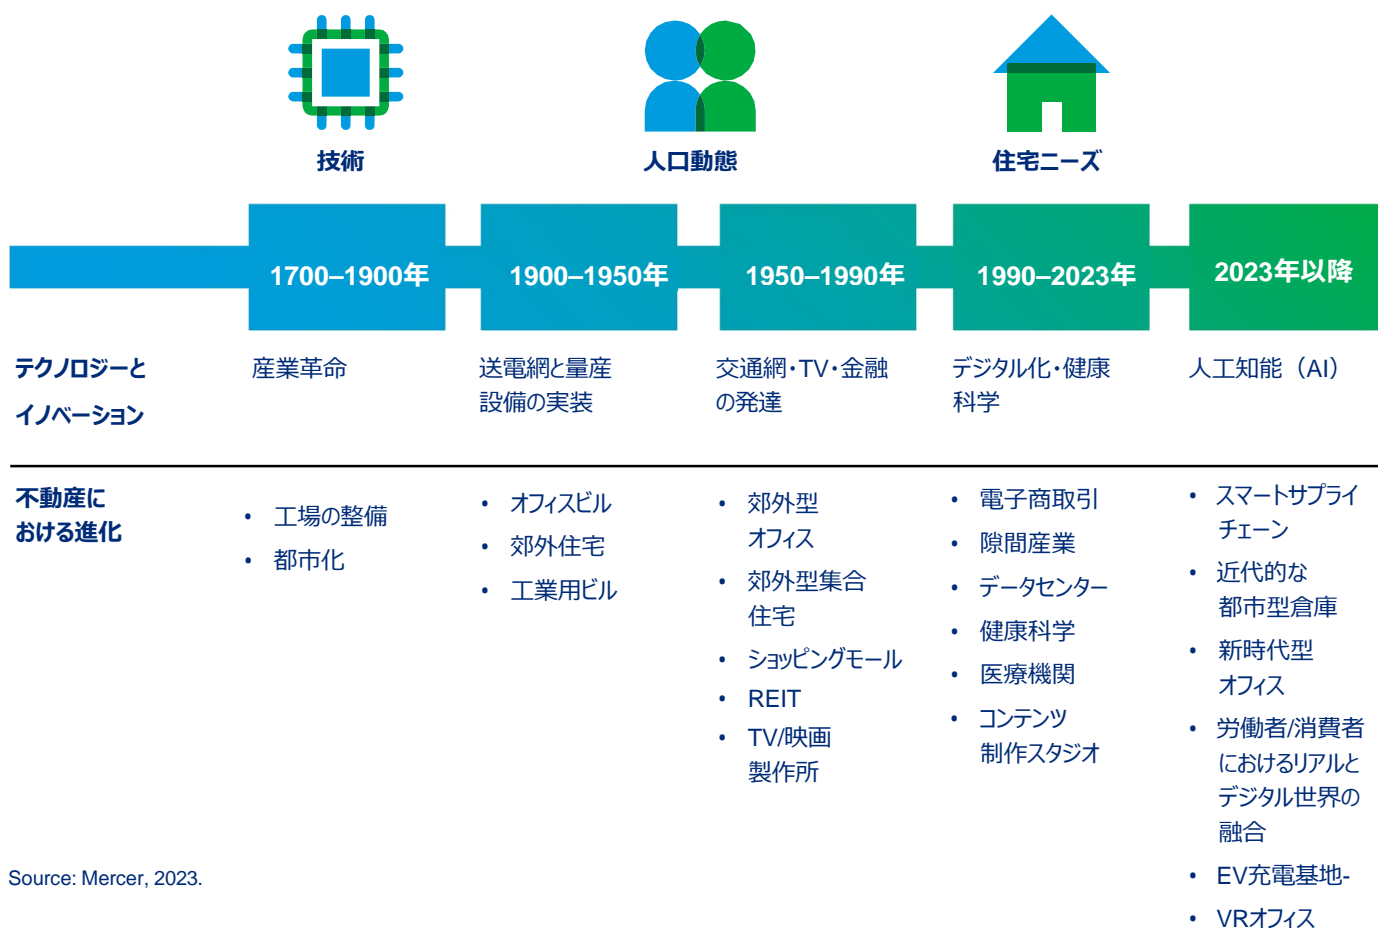 技術
人口動態
住宅ニーズ
1700–1900年
1900–1950年
1950–1990年
1990–2023年
2023年以降
テクノロジーと
イノベーション
産業革命
送電網と量産
設備の実装
交通網・TV・金融
の発達
デジタル化・健康
科学
人工知能（AI）
不動産に
おける進化
• 工場の整備
• 都市化
• オフィスビル
• 郊外住宅
• 工業用ビル
• 郊外型
オフィス
• 郊外型集合
住宅
• ショッピングモール
• REIT
• TV/映画
製作所
• 電子商取引
• 隙間産業
• データセンター
• 健康科学
• 医療機関
• コンテンツ
制作スタジオ
• スマートサプライ
チェーン
• 近代的な
都市型倉庫
• 新時代型
オフィス
• 労働者/消費者
におけるリアルと
デジタル世界の
融合
• EV充電基地-
• VRオフィス
Source: Mercer, 2023.